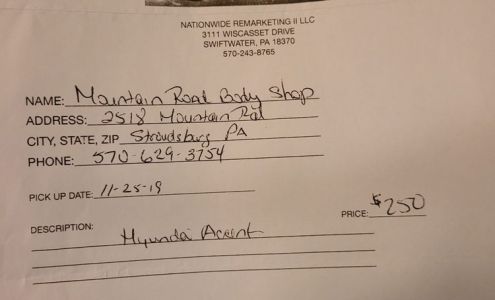 NATIONWIDE REMARKETING II LLC
3111 WISCASSET DRIVE
SWIFTWATER, PA 18370
570-243-8765
NAME: Mountain Road Body Shop
ADDRESS: 2518 Mountain Rd
CITY, STATE, ZIP Stroudsburg PA
PHONE: 570-629-3754
PICK UP DATE: 11-25-19
PRICE: $250
DESCRIPTION: Hyundai Accent